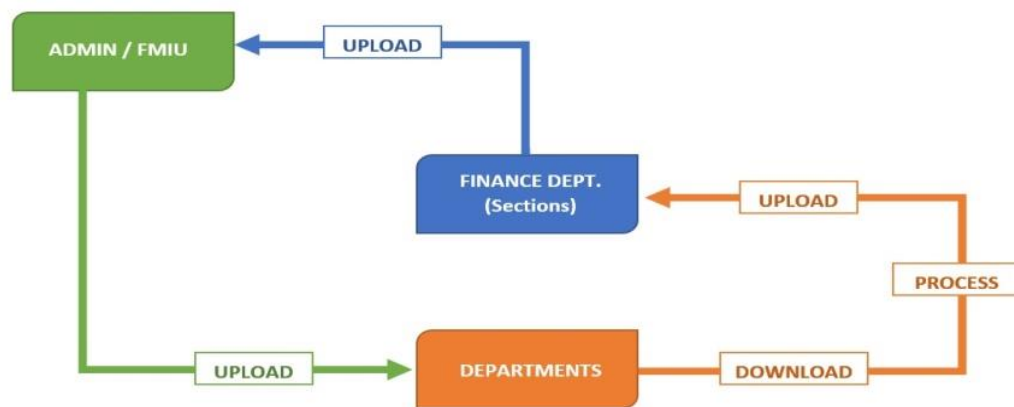 ADMIN / FMIU
UPLOAD
FINANCE DEPT.
(Sections)
UPLOAD
PROCESS
UPLOAD
DEPARTMENTS
DOWNLOAD